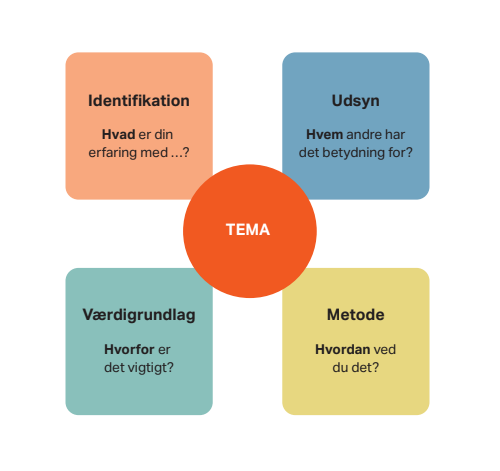 Identifikation
Hvad er din
erfaring med ...?
Udsyn
Hvem andre har
det betydning for?
TEMA
Værdigrundlag
Hvorfor er
det vigtigt?
Metode
Hvordan ved
du det?